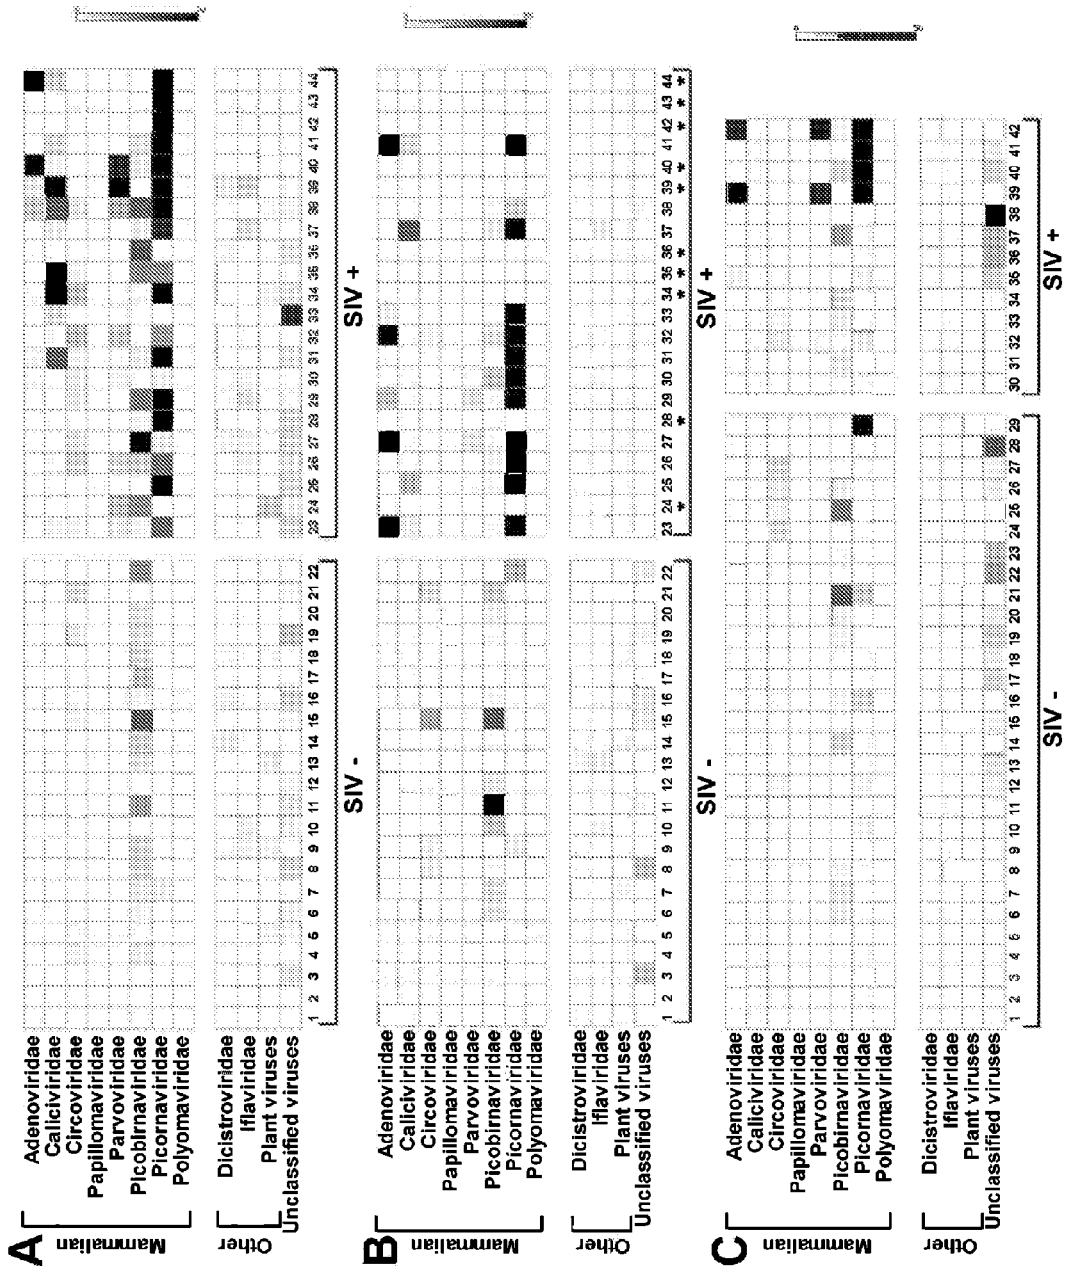 A
Mammalian
Adenoviridae
Caliciviridae
Circoviridae
Papillomaviridae
Parvoviridae
Picobirnaviridae
Picornaviridae
Polyomaviridae
Other
Dicistroviridae
Iflaviridae
Plant viruses
Unclassified viruses
1 2 3 4 5 6 7 8 9 10 11 12 13 14 15 16 17 18 19 20 21 22
23 24 25 26 27 28 29 30 31 32 33 34 35 36 37 38 39 40 41 42 43 44
SIV -
SIV +
B
Mammalian
Adenoviridae
Caliciviridae
Circoviridae
Papillomaviridae
Parvoviridae
Picobirnaviridae
Picornaviridae
Polyomaviridae
Other
Dicistroviridae
Iflaviridae
Plant viruses
Unclassified viruses
1 2 3 4 5 6 7 8 9 10 11 12 13 14 15 16 17 18 19 20 21 22
23 24 25 26 27 28 29 30 31 32 33 34 35 36 37 38 39 40 41 42 43 44
* * * * * * * * * *
SIV -
SIV +
C
Mammalian
Adenoviridae
Caliciviridae
Circoviridae
Papillomaviridae
Parvoviridae
Picobirnaviridae
Picornaviridae
Polyomaviridae
Other
Dicistroviridae
Iflaviridae
Plant viruses
Unclassified viruses
1 2 3 4 5 6 7 8 9 10 11 12 13 14 15 16 17 18 19 20 21 22 23 24 25 26 27 28 29
30 31 32 33 34 35 36 37 38 39 40 41 42
SIV -
SIV +